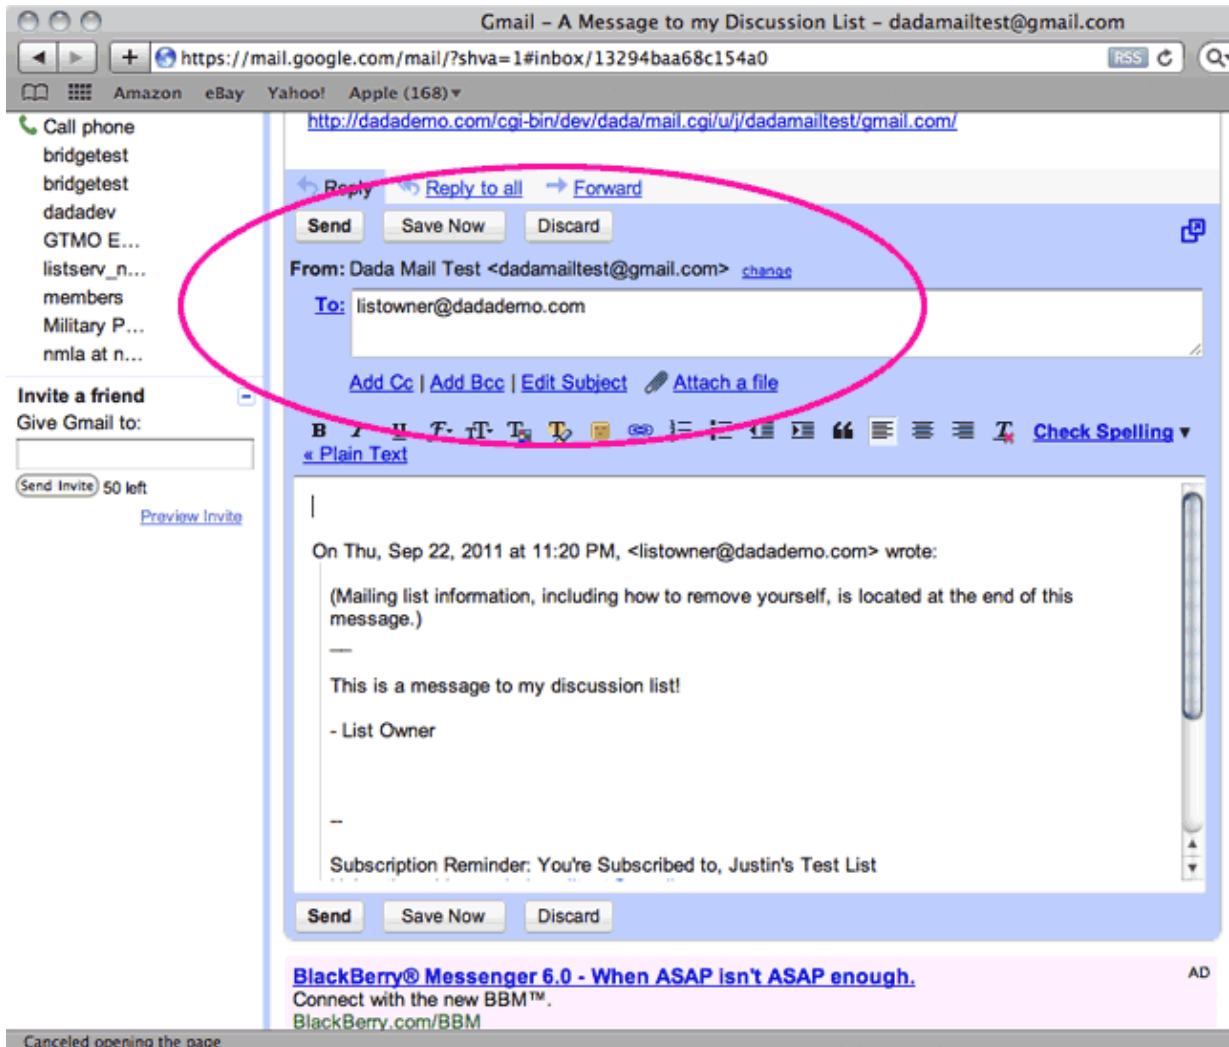 Gmail – A Message to my Discussion List – dadamailtest@gmail.com
https://mail.google.com/mail/?shva=1#inbox/13294baa68c154a0 RSS
Amazon eBay Yahoo! Apple (168)▾
Call phone
bridgetest
bridgetest
dadadev
GTMO E...
listserv_n...
members
Military P...
nmla at n...
Invite a friend
Give Gmail to:
Send Invite 50 left
Preview Invite
http://dadademo.com/cgi-bin/dev/dada/mail.cgi/u/j/dadamailtest/gmail.com/
Reply Reply to all Forward
Send Save Now Discard
From: Dada Mail Test <dadamailtest@gmail.com> change
To: listowner@dadademo.com
Add Cc | Add Bcc | Edit Subject Attach a file
B I U Check Spelling ▾
« Plain Text
On Thu, Sep 22, 2011 at 11:20 PM, <listowner@dadademo.com> wrote:
(Mailing list information, including how to remove yourself, is located at the end of this
message.)
__
This is a message to my discussion list!
- List Owner
--
Subscription Reminder: You're Subscribed to, Justin's Test List
Send Save Now Discard
BlackBerry® Messenger 6.0 - When ASAP isn't ASAP enough. AD
Connect with the new BBM™.
BlackBerry.com/BBM
Canceled opening the page